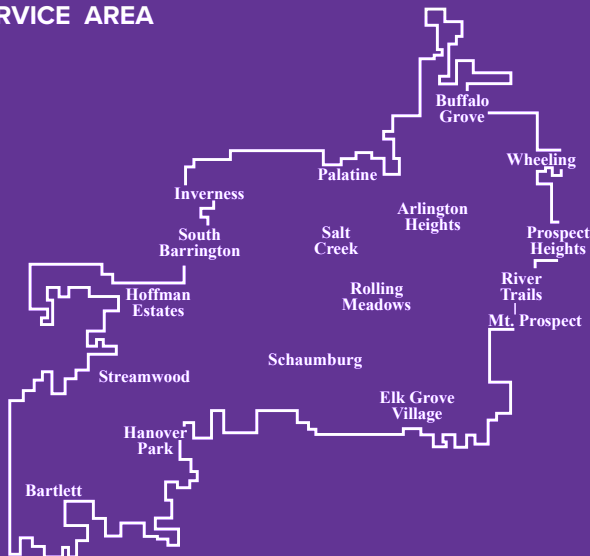 RVICE AREA
Buffalo
Grove
Wheeling
Palatine
Inverness
Arlington
Heights
South
Barrington
Salt
Creek
Prospect
Heights
River
Trails
Hoffman
Estates
Rolling
Meadows
Mt. Prospect
Schaumburg
Streamwood
Elk Grove
Village
Hanover
Park
Bartlett